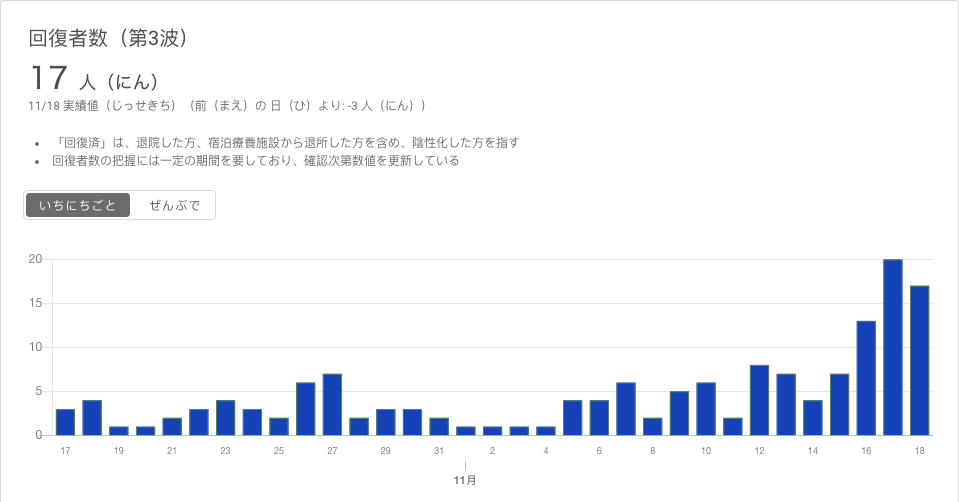 回復者数（第3波）
17 人（にん）
11/18 実績値（じっせきち）（前（まえ）の 日（ひ）より: -3 人（にん））
• 「回復済」は、退院した方、宿泊療養施設から退所した方を含め、陰性化した方を指す
• 回復者数の把握には一定の期間を要しており、確認次第数値を更新している
いちにちごと ぜんぶで
20
15
10
5
0
17 19 21 23 25 27 29 31 2 4 6 8 10 12 14 16 18
11月